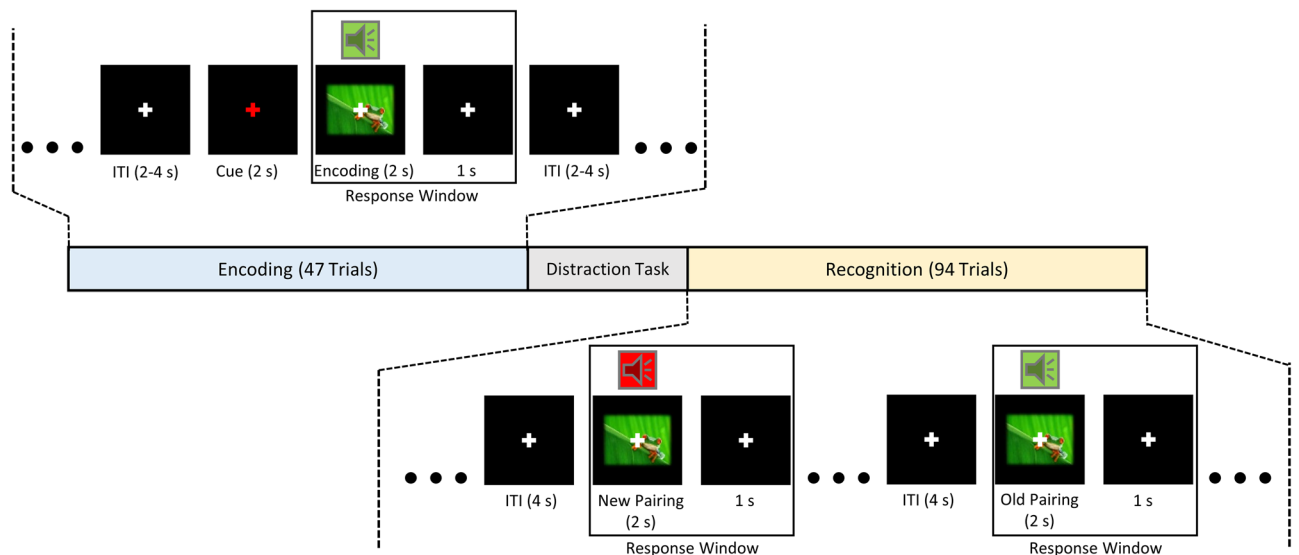 ITI (2-4 s)
Cue (2 s)
Encoding (2 s)
1 s
ITI (2-4 s)
Response Window
Encoding (47 Trials)
Distraction Task
Recognition (94 Trials)
ITI (4 s)
New Pairing
(2 s)
1 s
ITI (4 s)
Old Pairing
(2 s)
1 s
Response Window
Response Window